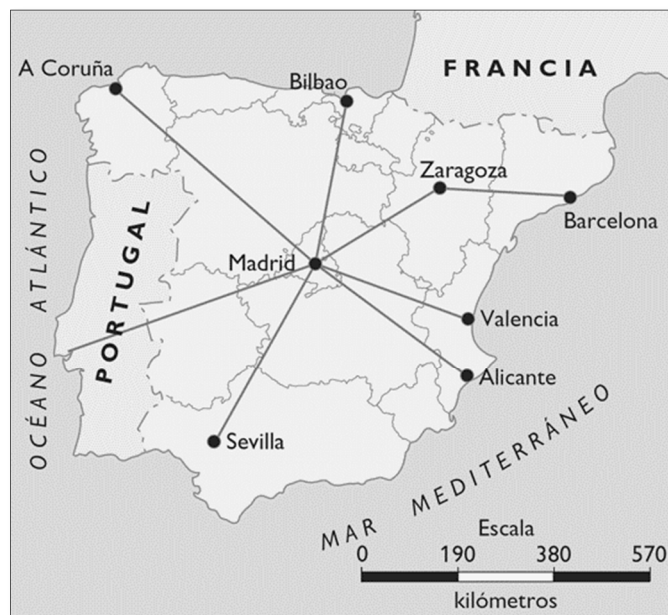 A Coruña
Bilbao
FRANCIA
Zaragoza
Barcelona
OCÉANO ATLÁNTICO
PORTUGAL
Madrid
Valencia
Alicante
Sevilla
MAR MEDITERRÁNEO
Escala
0 190 380 570
kilómetros